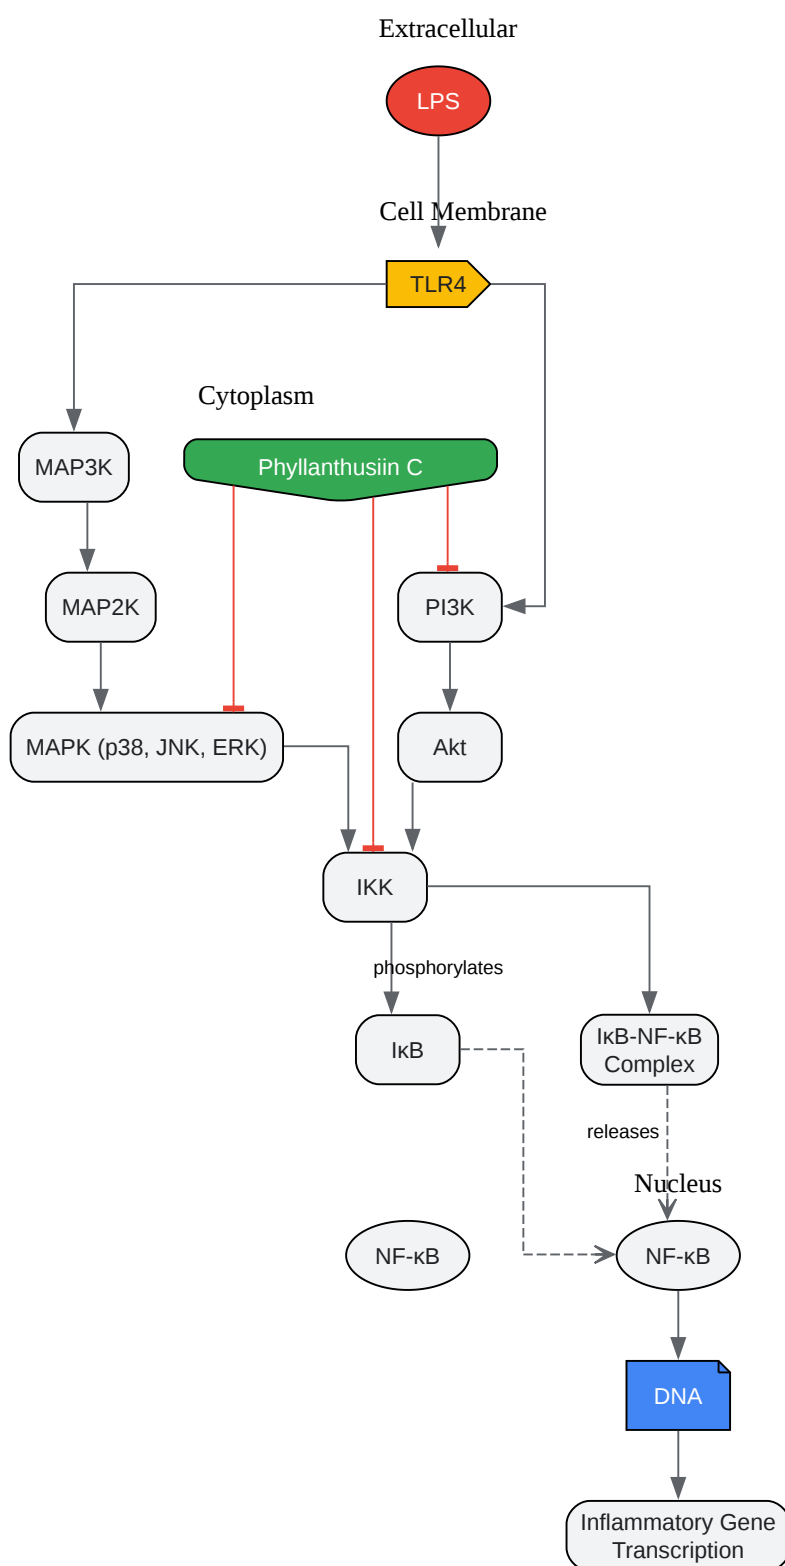 Extracellular
LPS
Cell Membrane
TLR4
Cytoplasm
MAP3K
Phyllanthusiin C
MAP2K
PI3K
MAPK (p38, JNK, ERK)
Akt
IKK
phosphorylates
IκB
IκB-NF-κB
Complex
releases
Nucleus
NF-κB
NF-κB
DNA
Inflammatory Gene
Transcription